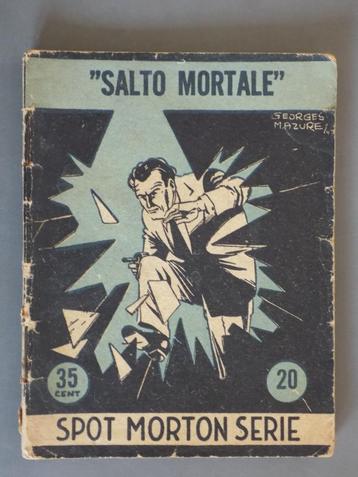 "SALTO MORTALE"
GEORGES
MAZURE
35
CENT
20
SPOT MORTON SERIE